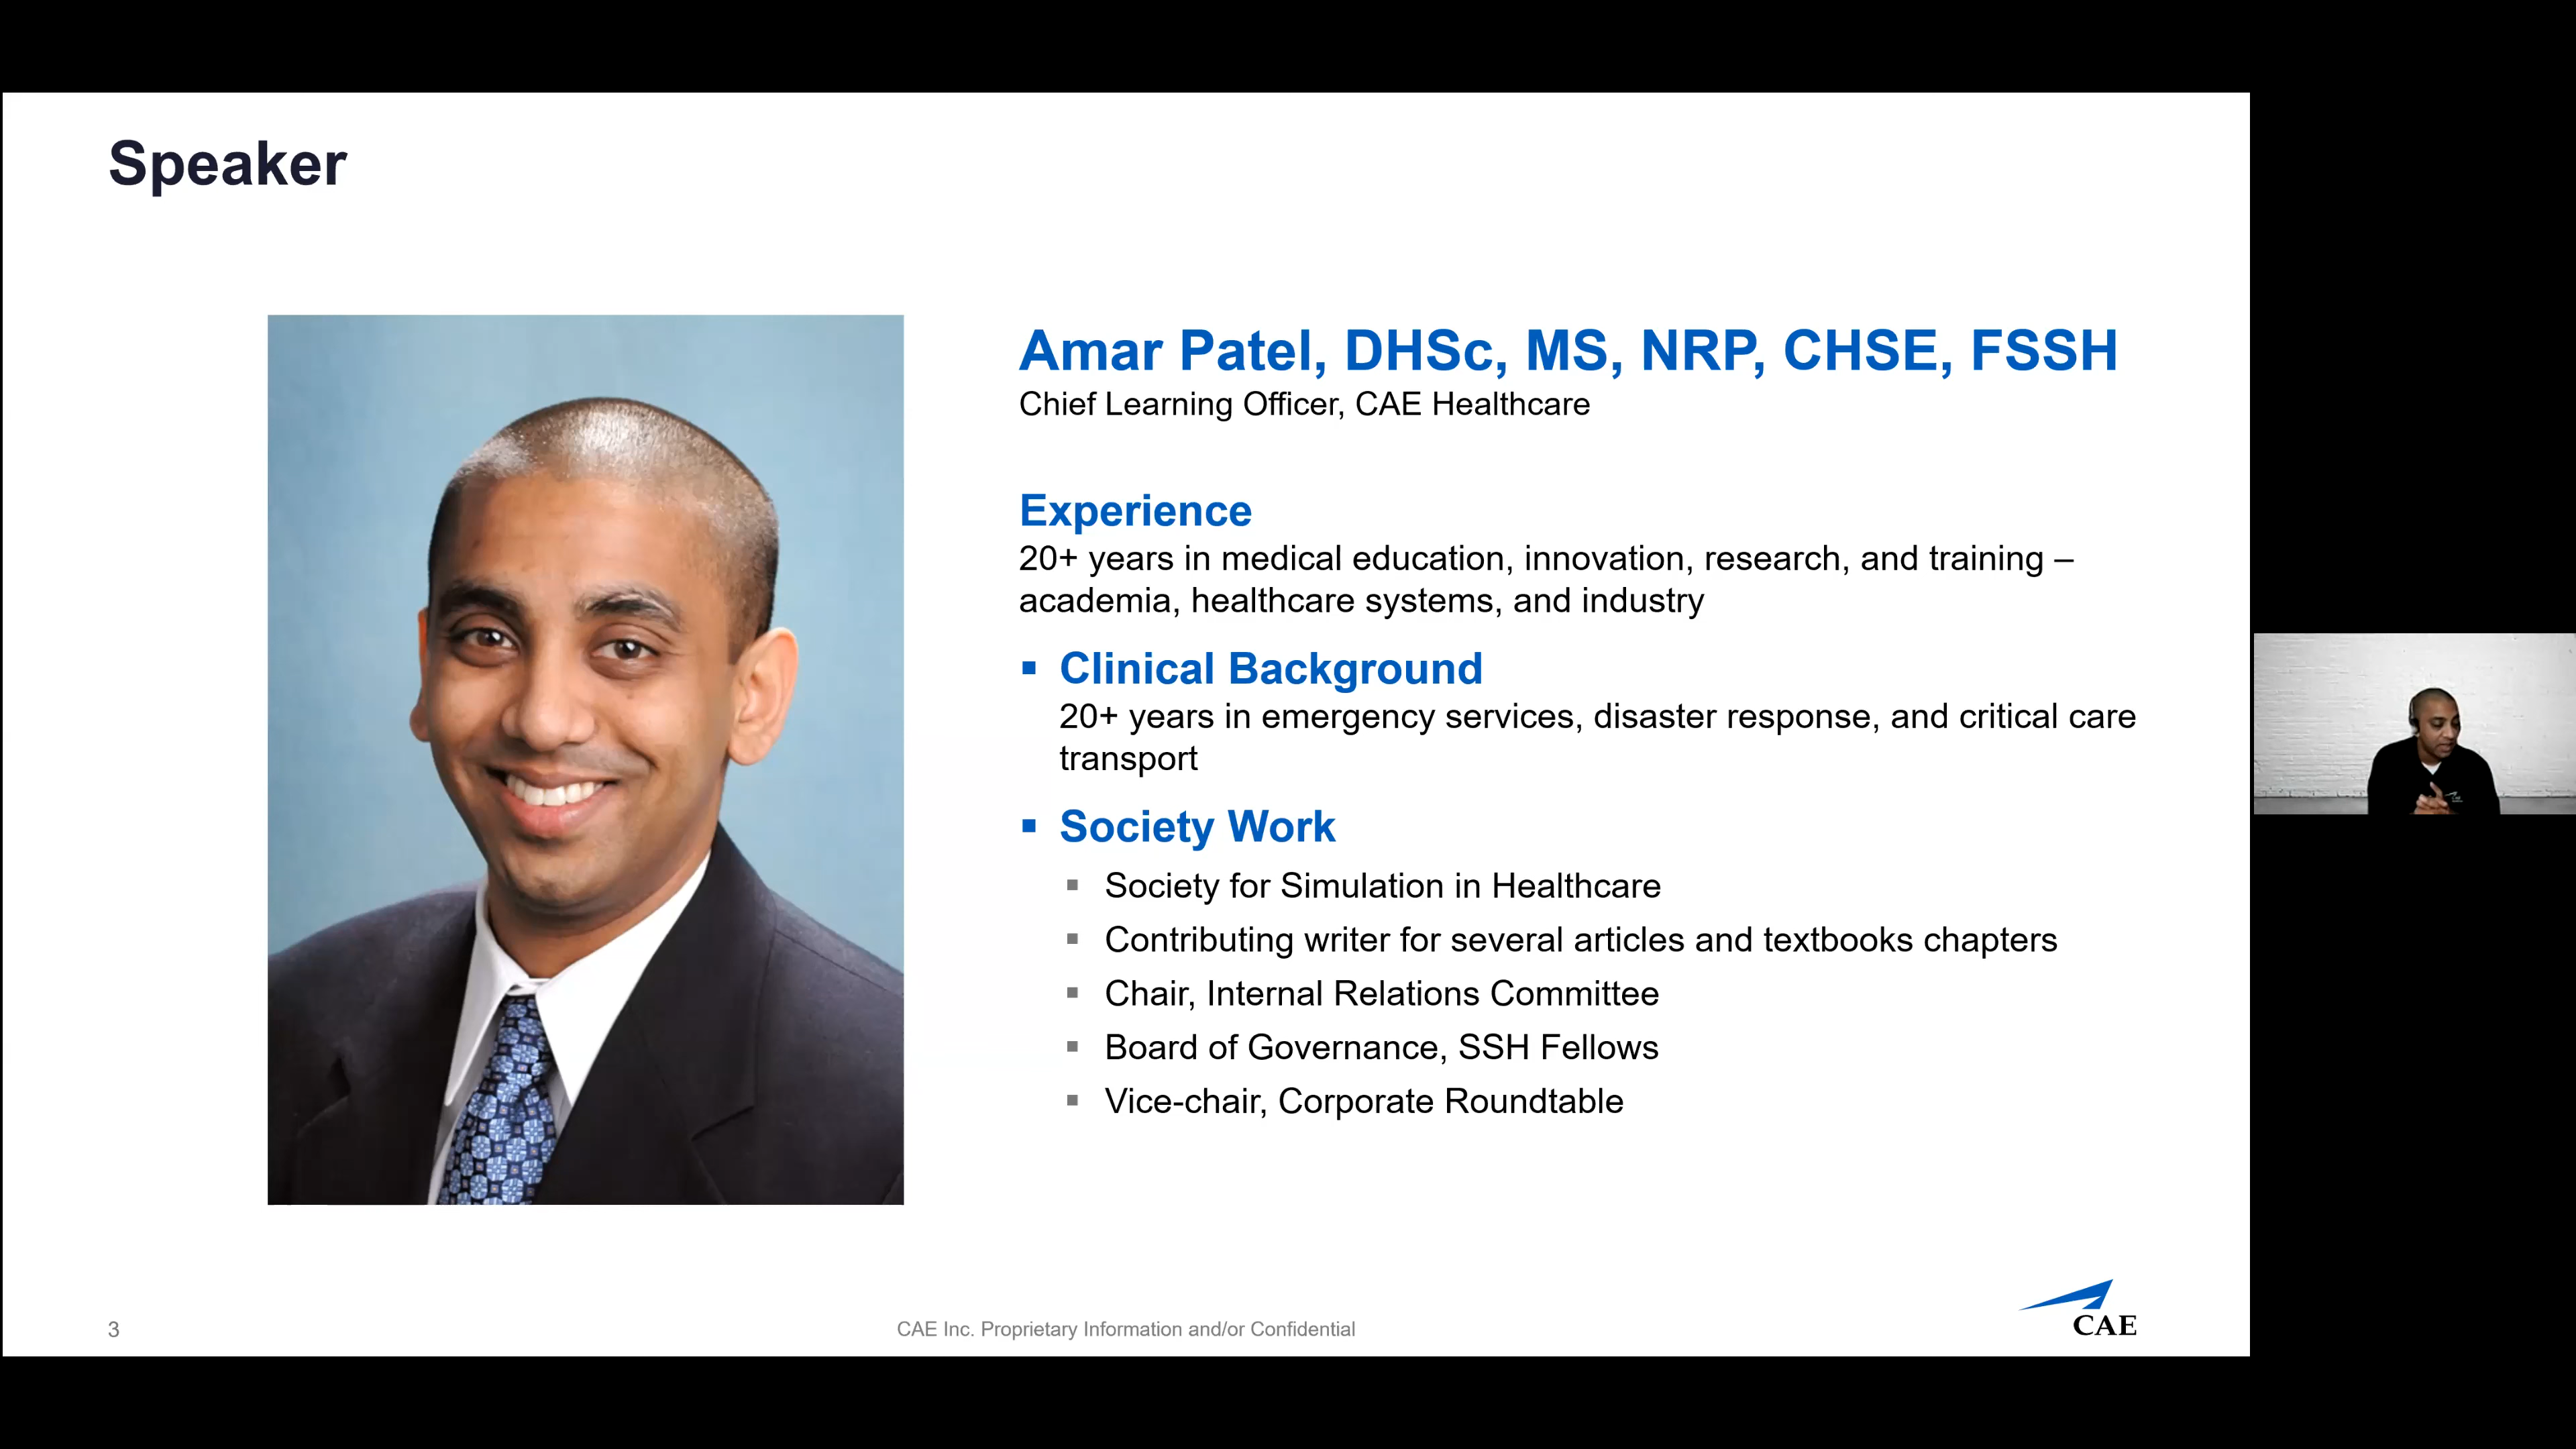 Speaker
Amar Patel, DHSc, MS, NRP, CHSE, FSSH
Chief Learning Officer, CAE Healthcare
Experience
20+ years in medical education, innovation, research, and training –
academia, healthcare systems, and industry
Clinical Background
20+ years in emergency services, disaster response, and critical care
transport
Society Work
Society for Simulation in Healthcare
Contributing writer for several articles and textbooks chapters
Chair, Internal Relations Committee
Board of Governance, SSH Fellows
Vice-chair, Corporate Roundtable
3
CAE Inc. Proprietary Information and/or Confidential
CAE